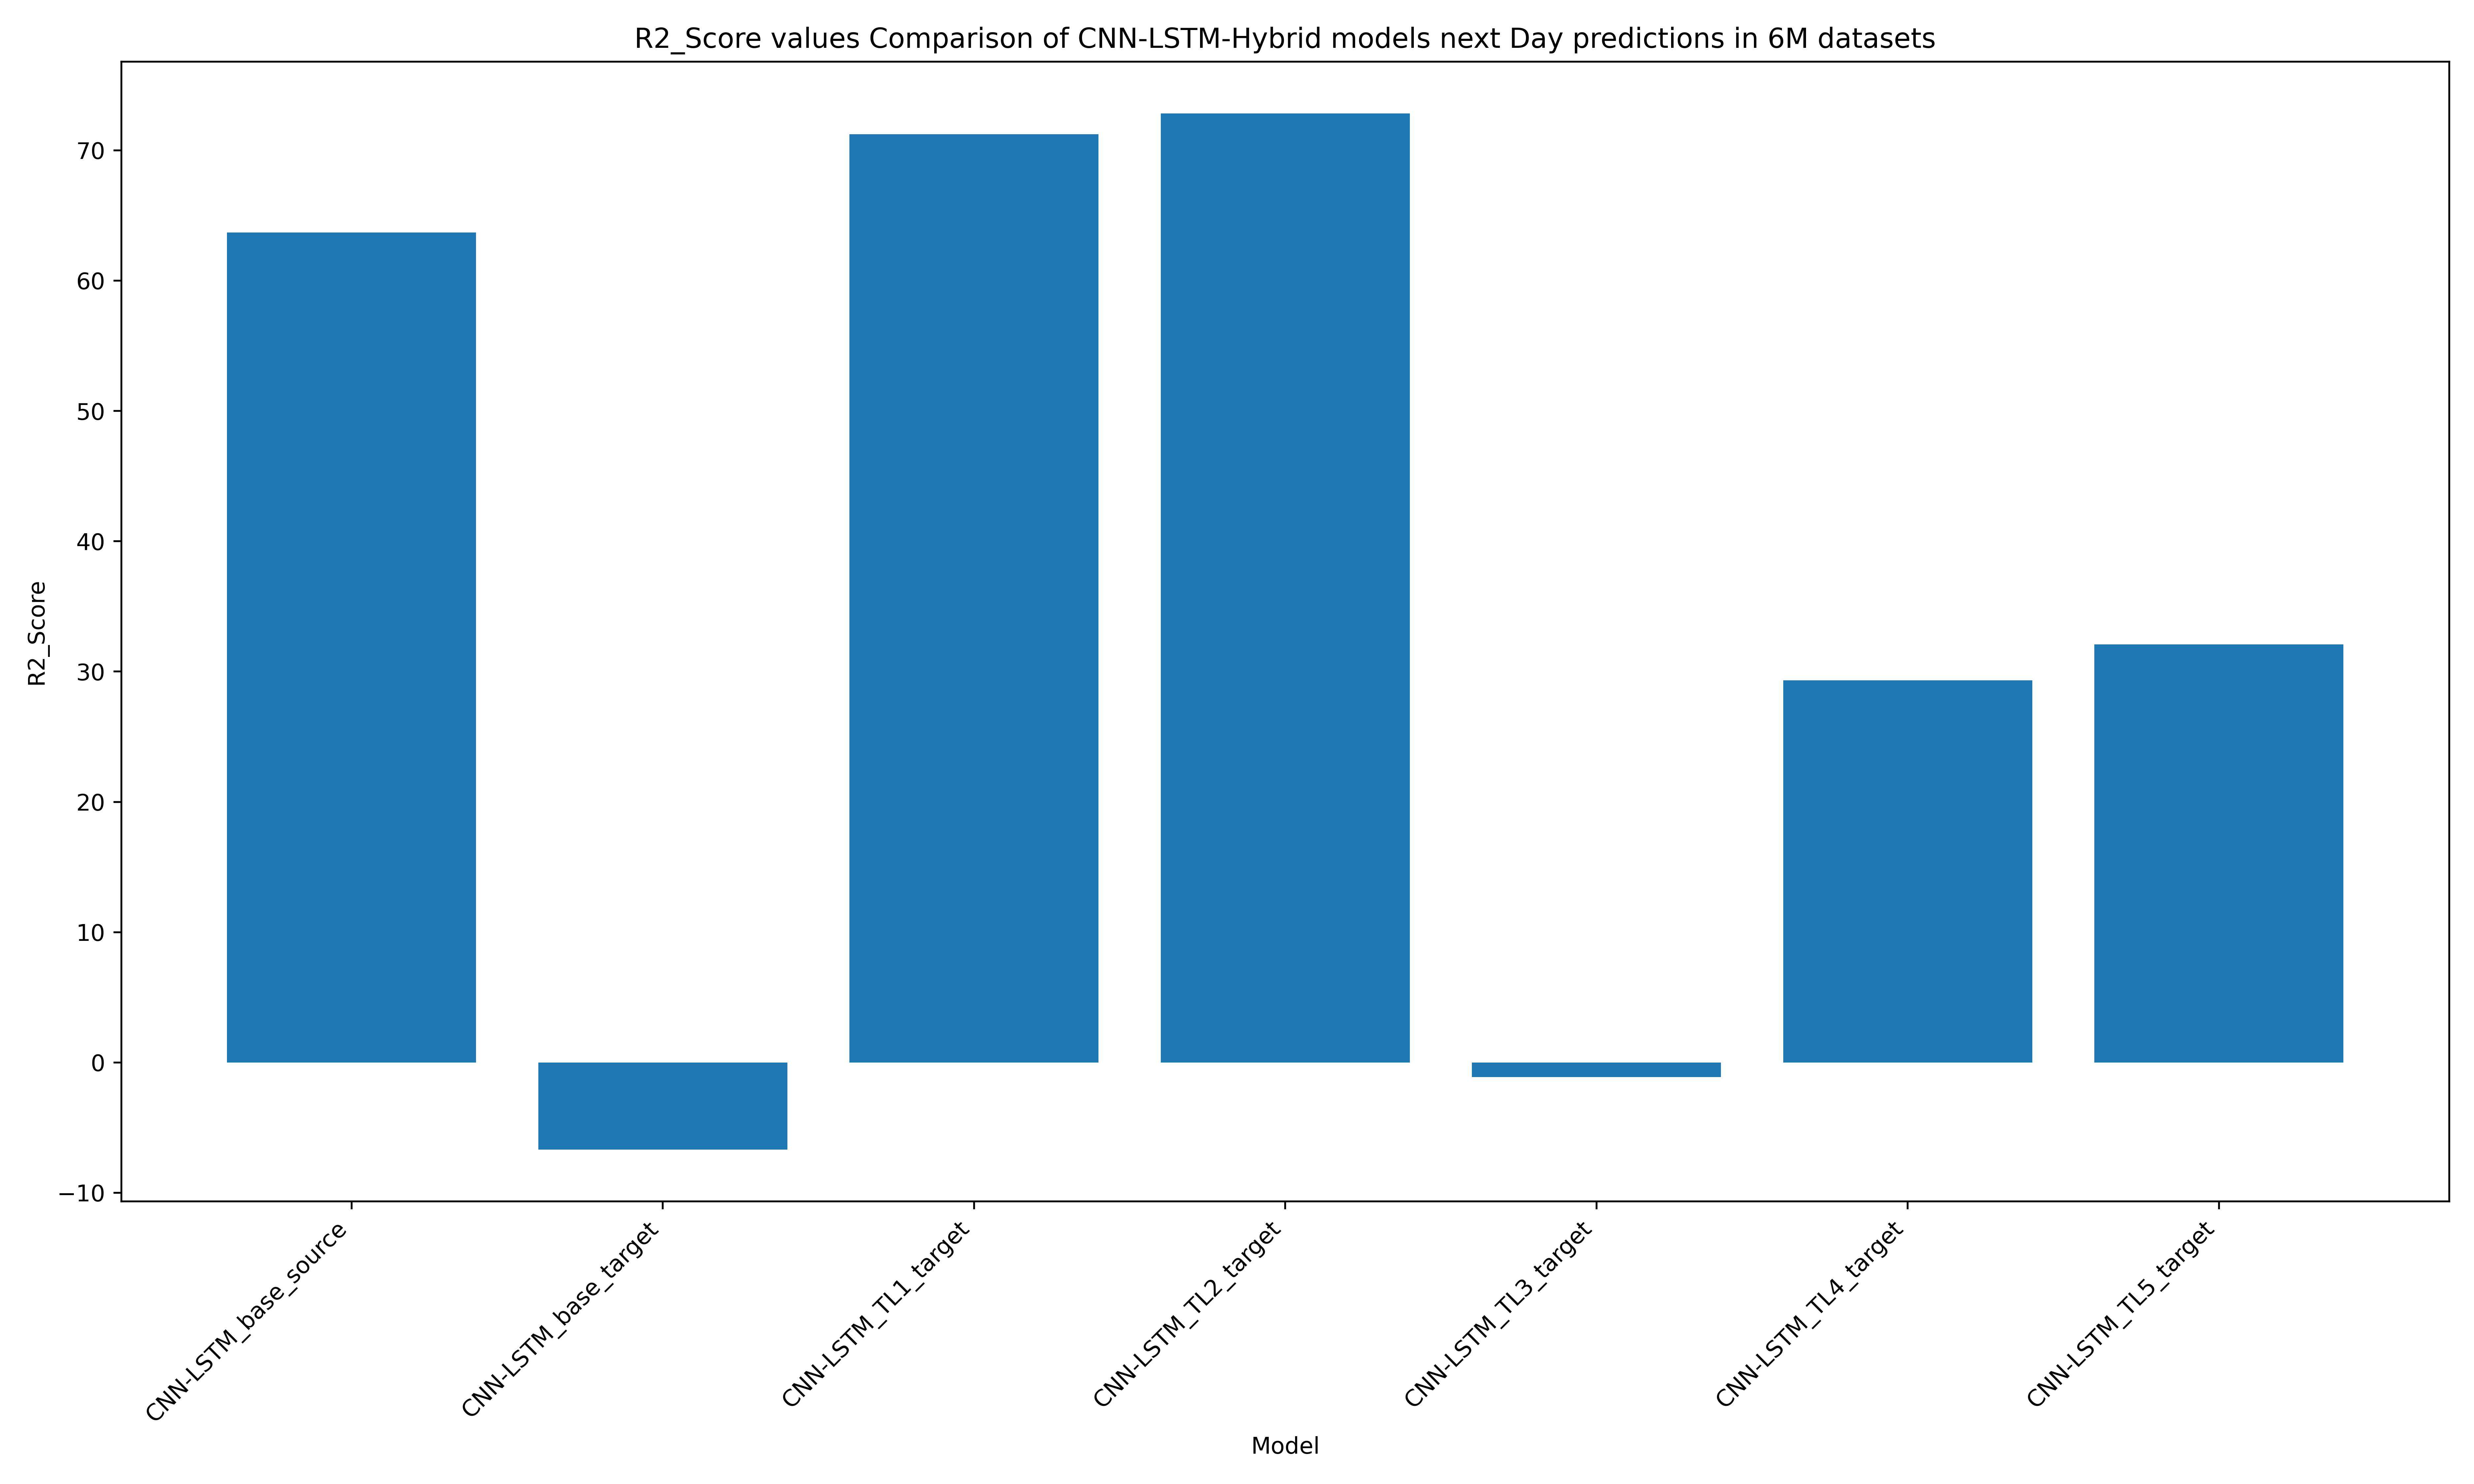 R2_Score values Comparison of CNN-LSTM-Hybrid models next Day predictions in 6M datasets
R2_Score
70
60
50
40
30
20
10
0
−10
CNN-LSTM_base_source
CNN-LSTM_base_target
CNN-LSTM_TL1_target
CNN-LSTM_TL2_target
CNN-LSTM_TL3_target
CNN-LSTM_TL4_target
CNN-LSTM_TL5_target
Model